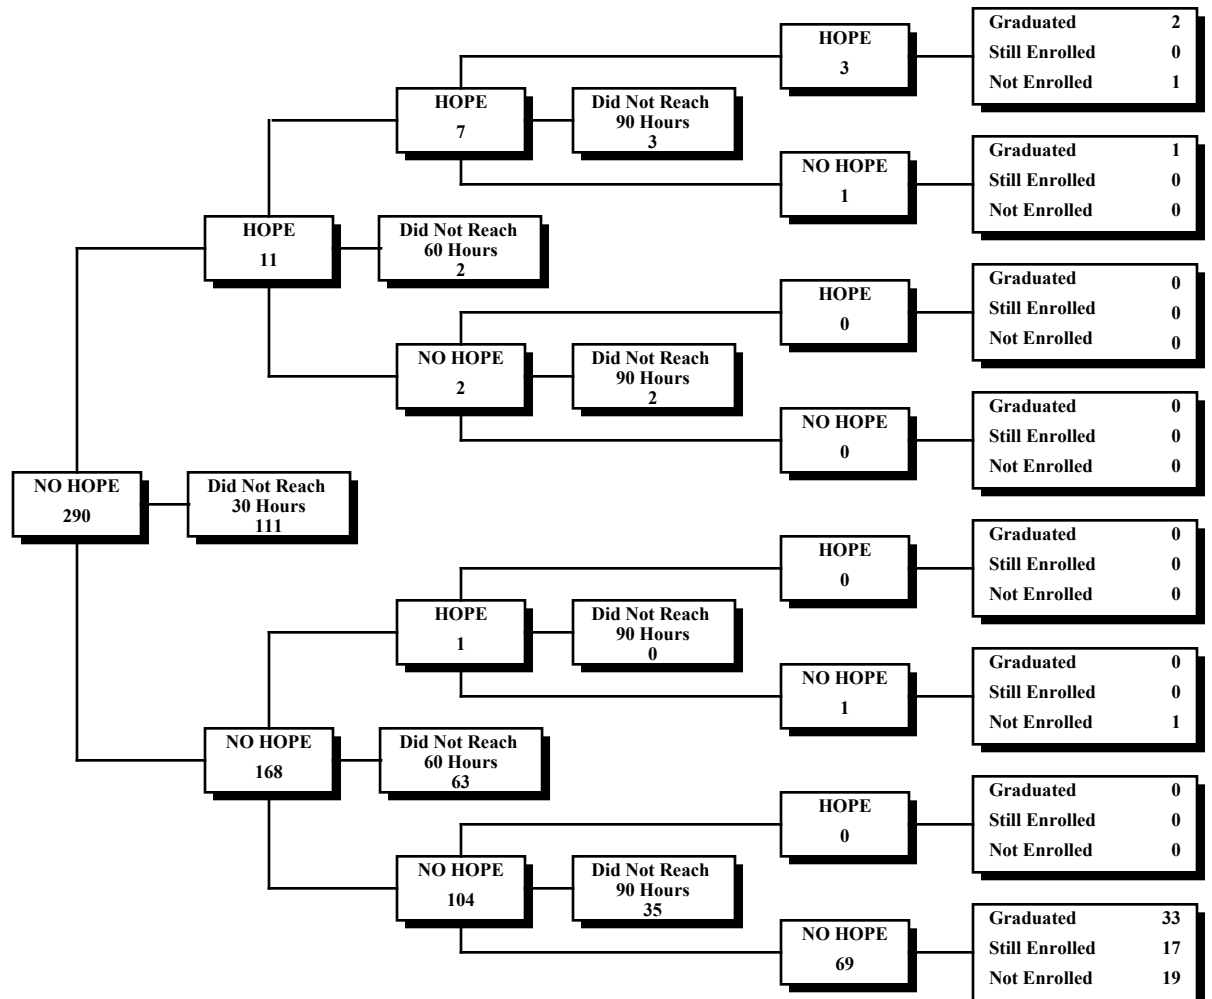 HOPE
3
Graduated 2
Still Enrolled 0
Not Enrolled 1
HOPE
7
Did Not Reach
90 Hours
3
NO HOPE
1
Graduated 1
Still Enrolled 0
Not Enrolled 0
HOPE
11
Did Not Reach
60 Hours
2
HOPE
0
Graduated 0
Still Enrolled 0
Not Enrolled 0
NO HOPE
2
Did Not Reach
90 Hours
2
NO HOPE
0
Graduated 0
Still Enrolled 0
Not Enrolled 0
NO HOPE
290
Did Not Reach
30 Hours
111
HOPE
0
Graduated 0
Still Enrolled 0
Not Enrolled 0
HOPE
1
Did Not Reach
90 Hours
0
NO HOPE
1
Graduated 0
Still Enrolled 0
Not Enrolled 1
NO HOPE
168
Did Not Reach
60 Hours
63
HOPE
0
Graduated 0
Still Enrolled 0
Not Enrolled 0
NO HOPE
104
Did Not Reach
90 Hours
35
NO HOPE
69
Graduated 33
Still Enrolled 17
Not Enrolled 19